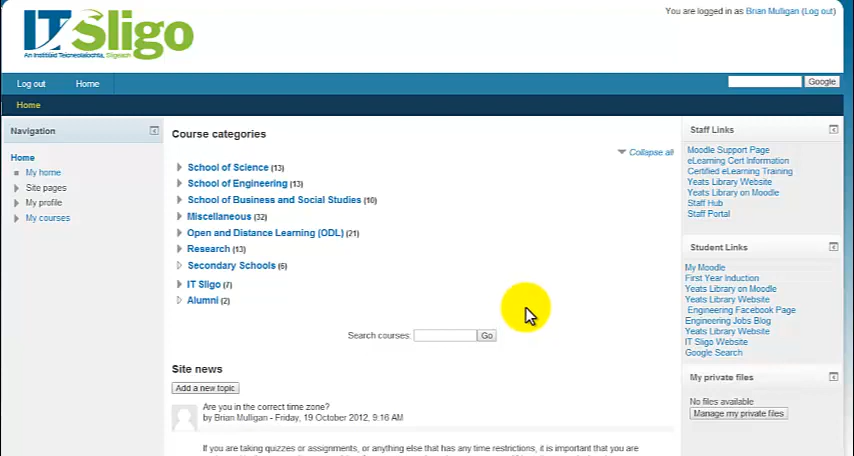 You are logged in as Brian Mulligan (Log out)
ITSligo
An Institiúid Teicneolaíochta, Sligeach
Log out Home
Google
Home
Navigation
Home
My home
Site pages
My profile
My courses
Course categories
Collapse all
School of Science (13)
School of Engineering (13)
School of Business and Social Studies (10)
Miscellaneous (32)
Open and Distance Learning (ODL) (21)
Research (13)
Secondary Schools (6)
IT Sligo (7)
Alumni (2)
Search courses: Go
Site news
Add a new topic
Are you in the correct time zone?
by Brian Mulligan - Friday, 19 October 2012, 9:16 AM
If you are taking quizzes or assignments, or anything else that has any time restrictions, it is important that you are
Staff Links
Moodle Support Page
eLearning Cert Information
Certified eLearning Training
Yeats Library Website
Yeats Library on Moodle
Staff Hub
Staff Portal
Student Links
My Moodle
First Year Induction
Yeats Library on Moodle
Yeats Library Website
Engineering Facebook Page
Engineering Jobs Blog
Yeats Library Website
IT Sligo Website
Google Search
My private files
No files available
Manage my private files